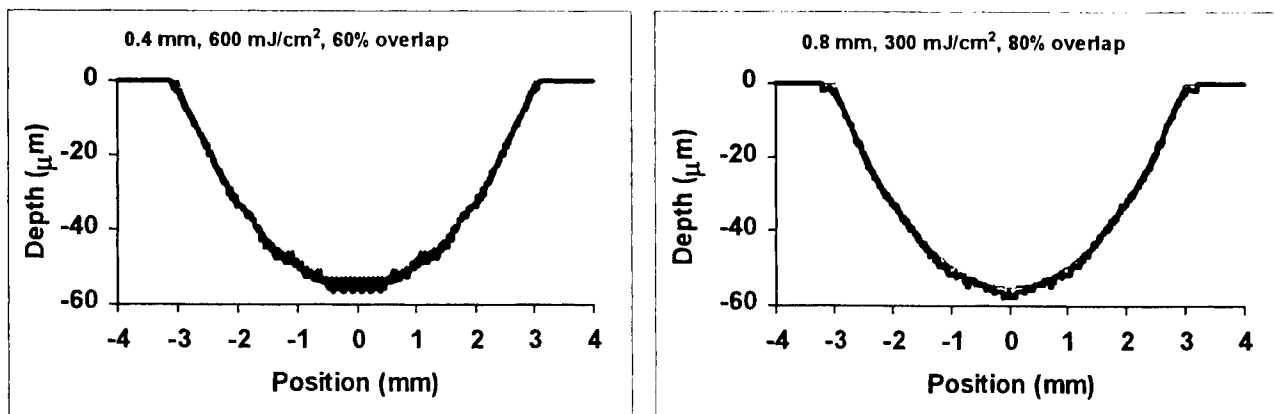 0.4 mm, 600 mJ/cm², 60% overlap
0
-20
-40
-60
Depth (μm)
-4 -3 -2 -1 0 1 2 3 4
Position (mm)
0.8 mm, 300 mJ/cm², 80% overlap
0
-20
-40
-60
Depth (μm)
-4 -3 -2 -1 0 1 2 3 4
Position (mm)